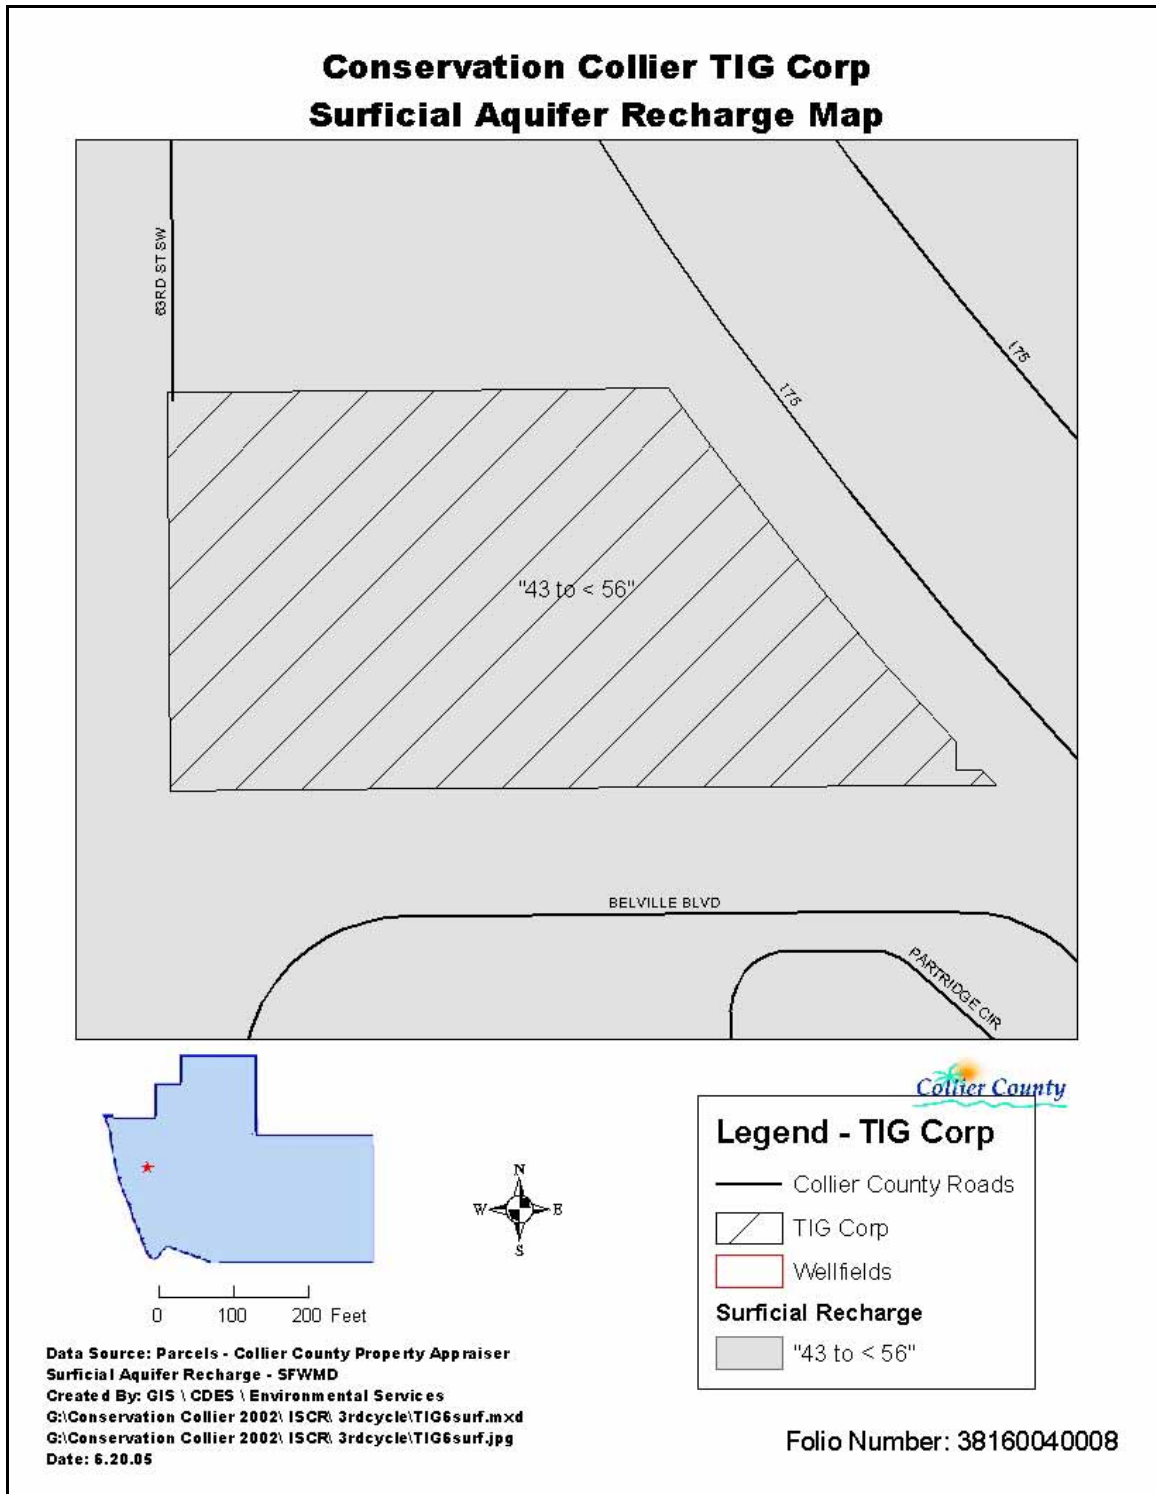 Conservation Collier TIG Corp
Surficial Aquifer Recharge Map
63RD ST SW
I 75
I 75
"43 to < 56"
BELVILLE BLVD
PARTRIDGE CIR
Collier County
N
W E
S
0 100 200 Feet
Legend - TIG Corp
Collier County Roads
TIG Corp
Wellfields
Surficial Recharge
"43 to < 56"
Data Source: Parcels - Collier County Property Appraiser
Surficial Aquifer Recharge - SFWMD
Created By: GIS \ CDES \ Environmental Services
G:\Conservation Collier 2002\ ISCR\ 3rdcycle\TIG6surf.mxd
G:\Conservation Collier 2002\ ISCR\ 3rdcycle\TIG6surf.jpg
Date: 6.20.05
Folio Number: 38160040008